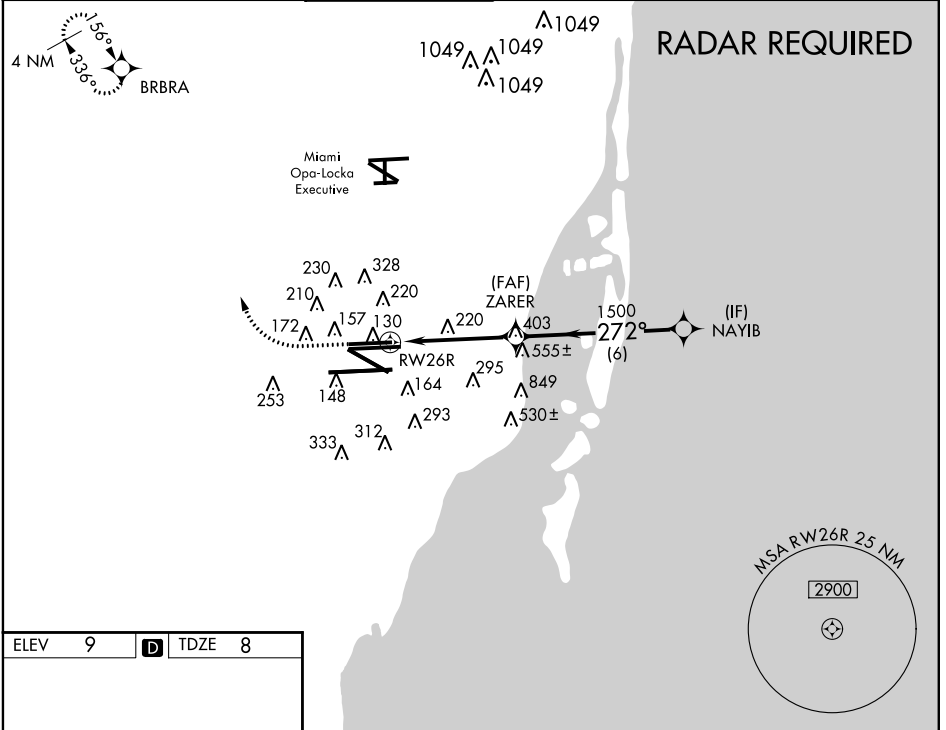 156°
4 NM
336°
BRBRA
1049
1049
1049
1049
RADAR REQUIRED
Miami
Opa-Locka
Executive
230
328
210
220
172
157
130
220
(FAF)
ZARER
403
1500
272°
(6)
(IF)
NAYIB
RW26R
555±
295
849
164
148
253
293
530±
312
333
MSA RW26R 25 NM
2900
ELEV 9 D TDZE 8